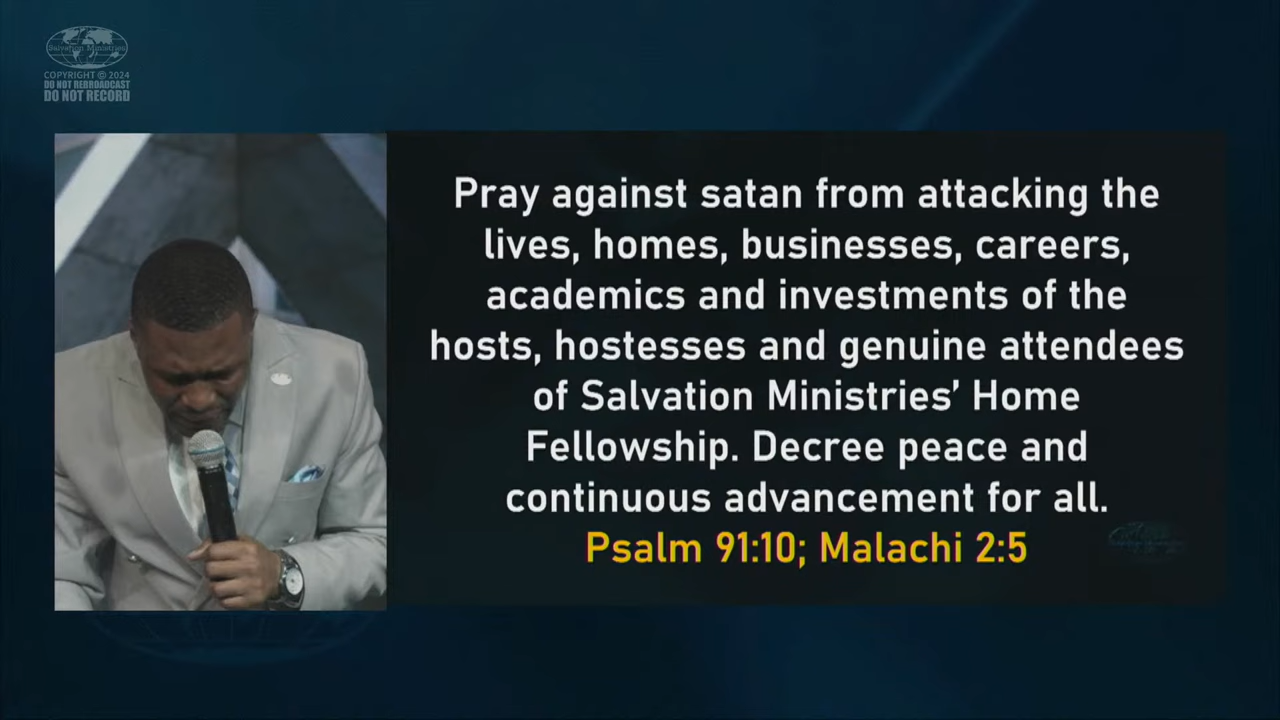 Salvation Ministries
COPYRIGHT © 2024
DO NOT REBROADCAST
DO NOT RECORD
Pray against satan from attacking the
lives, homes, businesses, careers,
academics and investments of the
hosts, hostesses and genuine attendees
of Salvation Ministries’ Home
Fellowship. Decree peace and
continuous advancement for all.
Psalm 91:10; Malachi 2:5